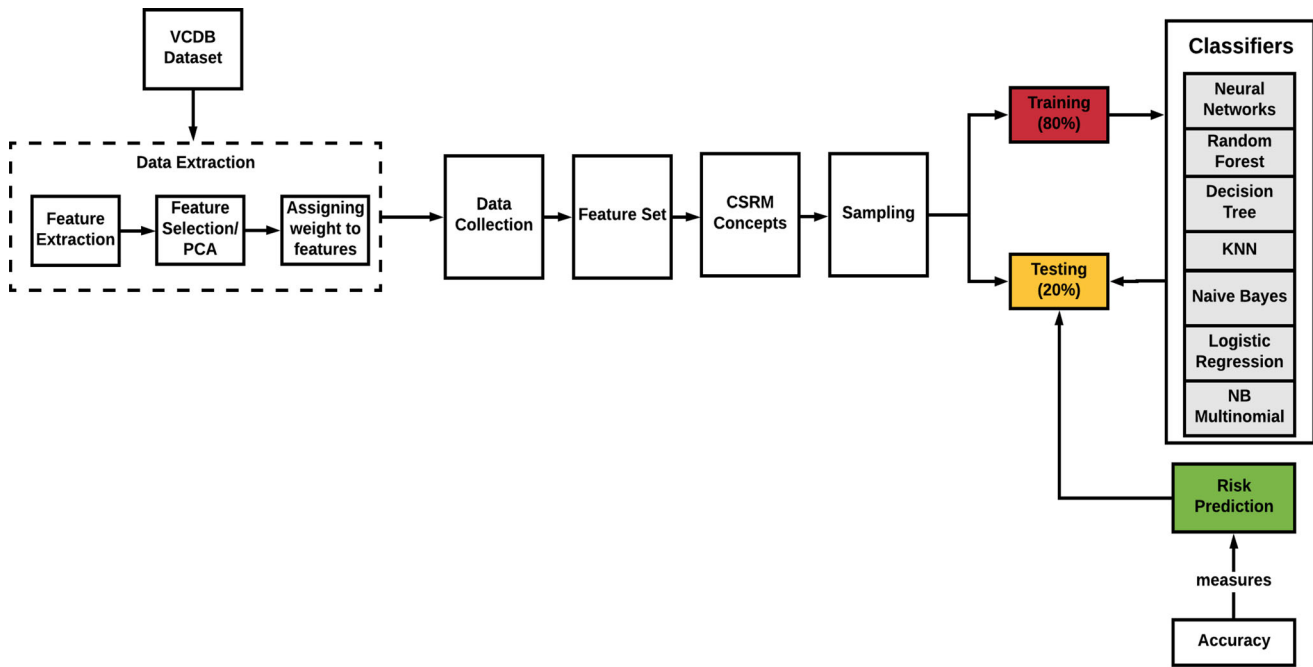 VCDB
Dataset
Data Extraction
Feature
Extraction
Feature
Selection/
PCA
Assigning
weight to
features
Data
Collection
Feature Set
CSRM
Concepts
Sampling
Training
(80%)
Testing
(20%)
Classifiers
Neural
Networks
Random
Forest
Decision
Tree
KNN
Naive Bayes
Logistic
Regression
NB
Multinomial
Risk
Prediction
measures
Accuracy